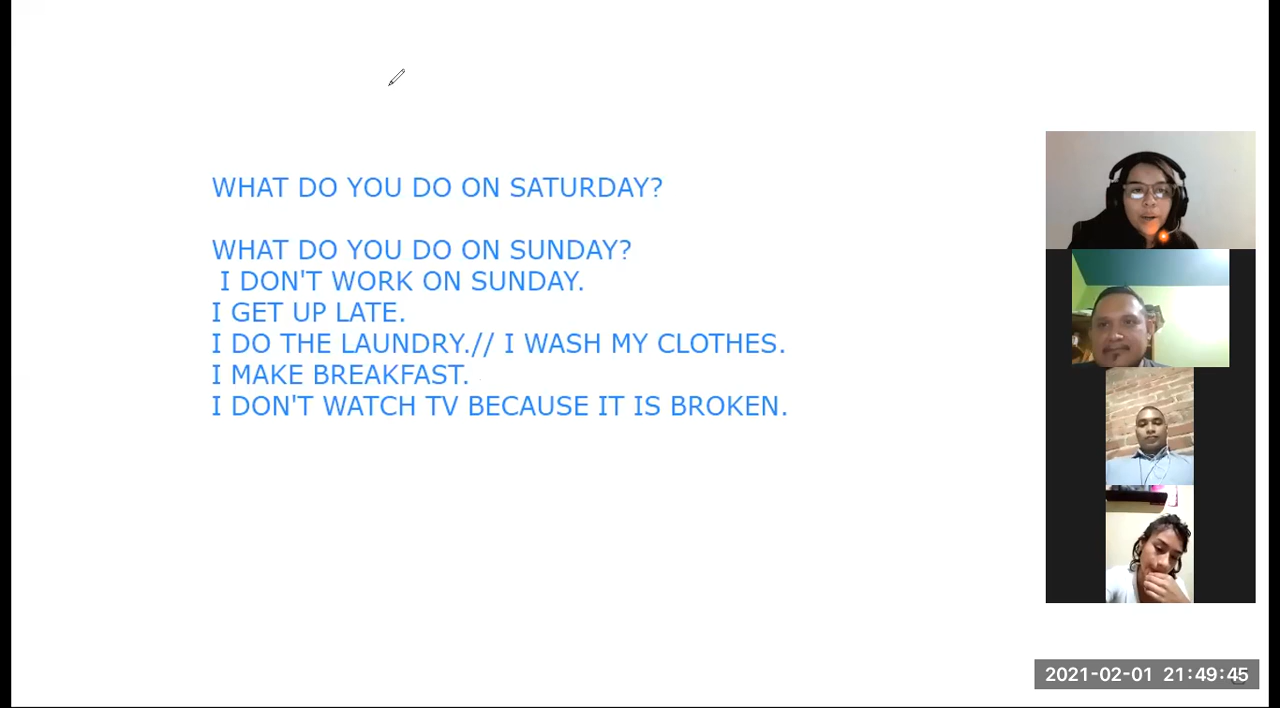 WHAT DO YOU DO ON SATURDAY?
WHAT DO YOU DO ON SUNDAY?
I DON'T WORK ON SUNDAY.
I GET UP LATE.
I DO THE LAUNDRY.// I WASH MY CLOTHES.
I MAKE BREAKFAST.
I DON'T WATCH TV BECAUSE IT IS BROKEN.
2021-02-01 21:49:45